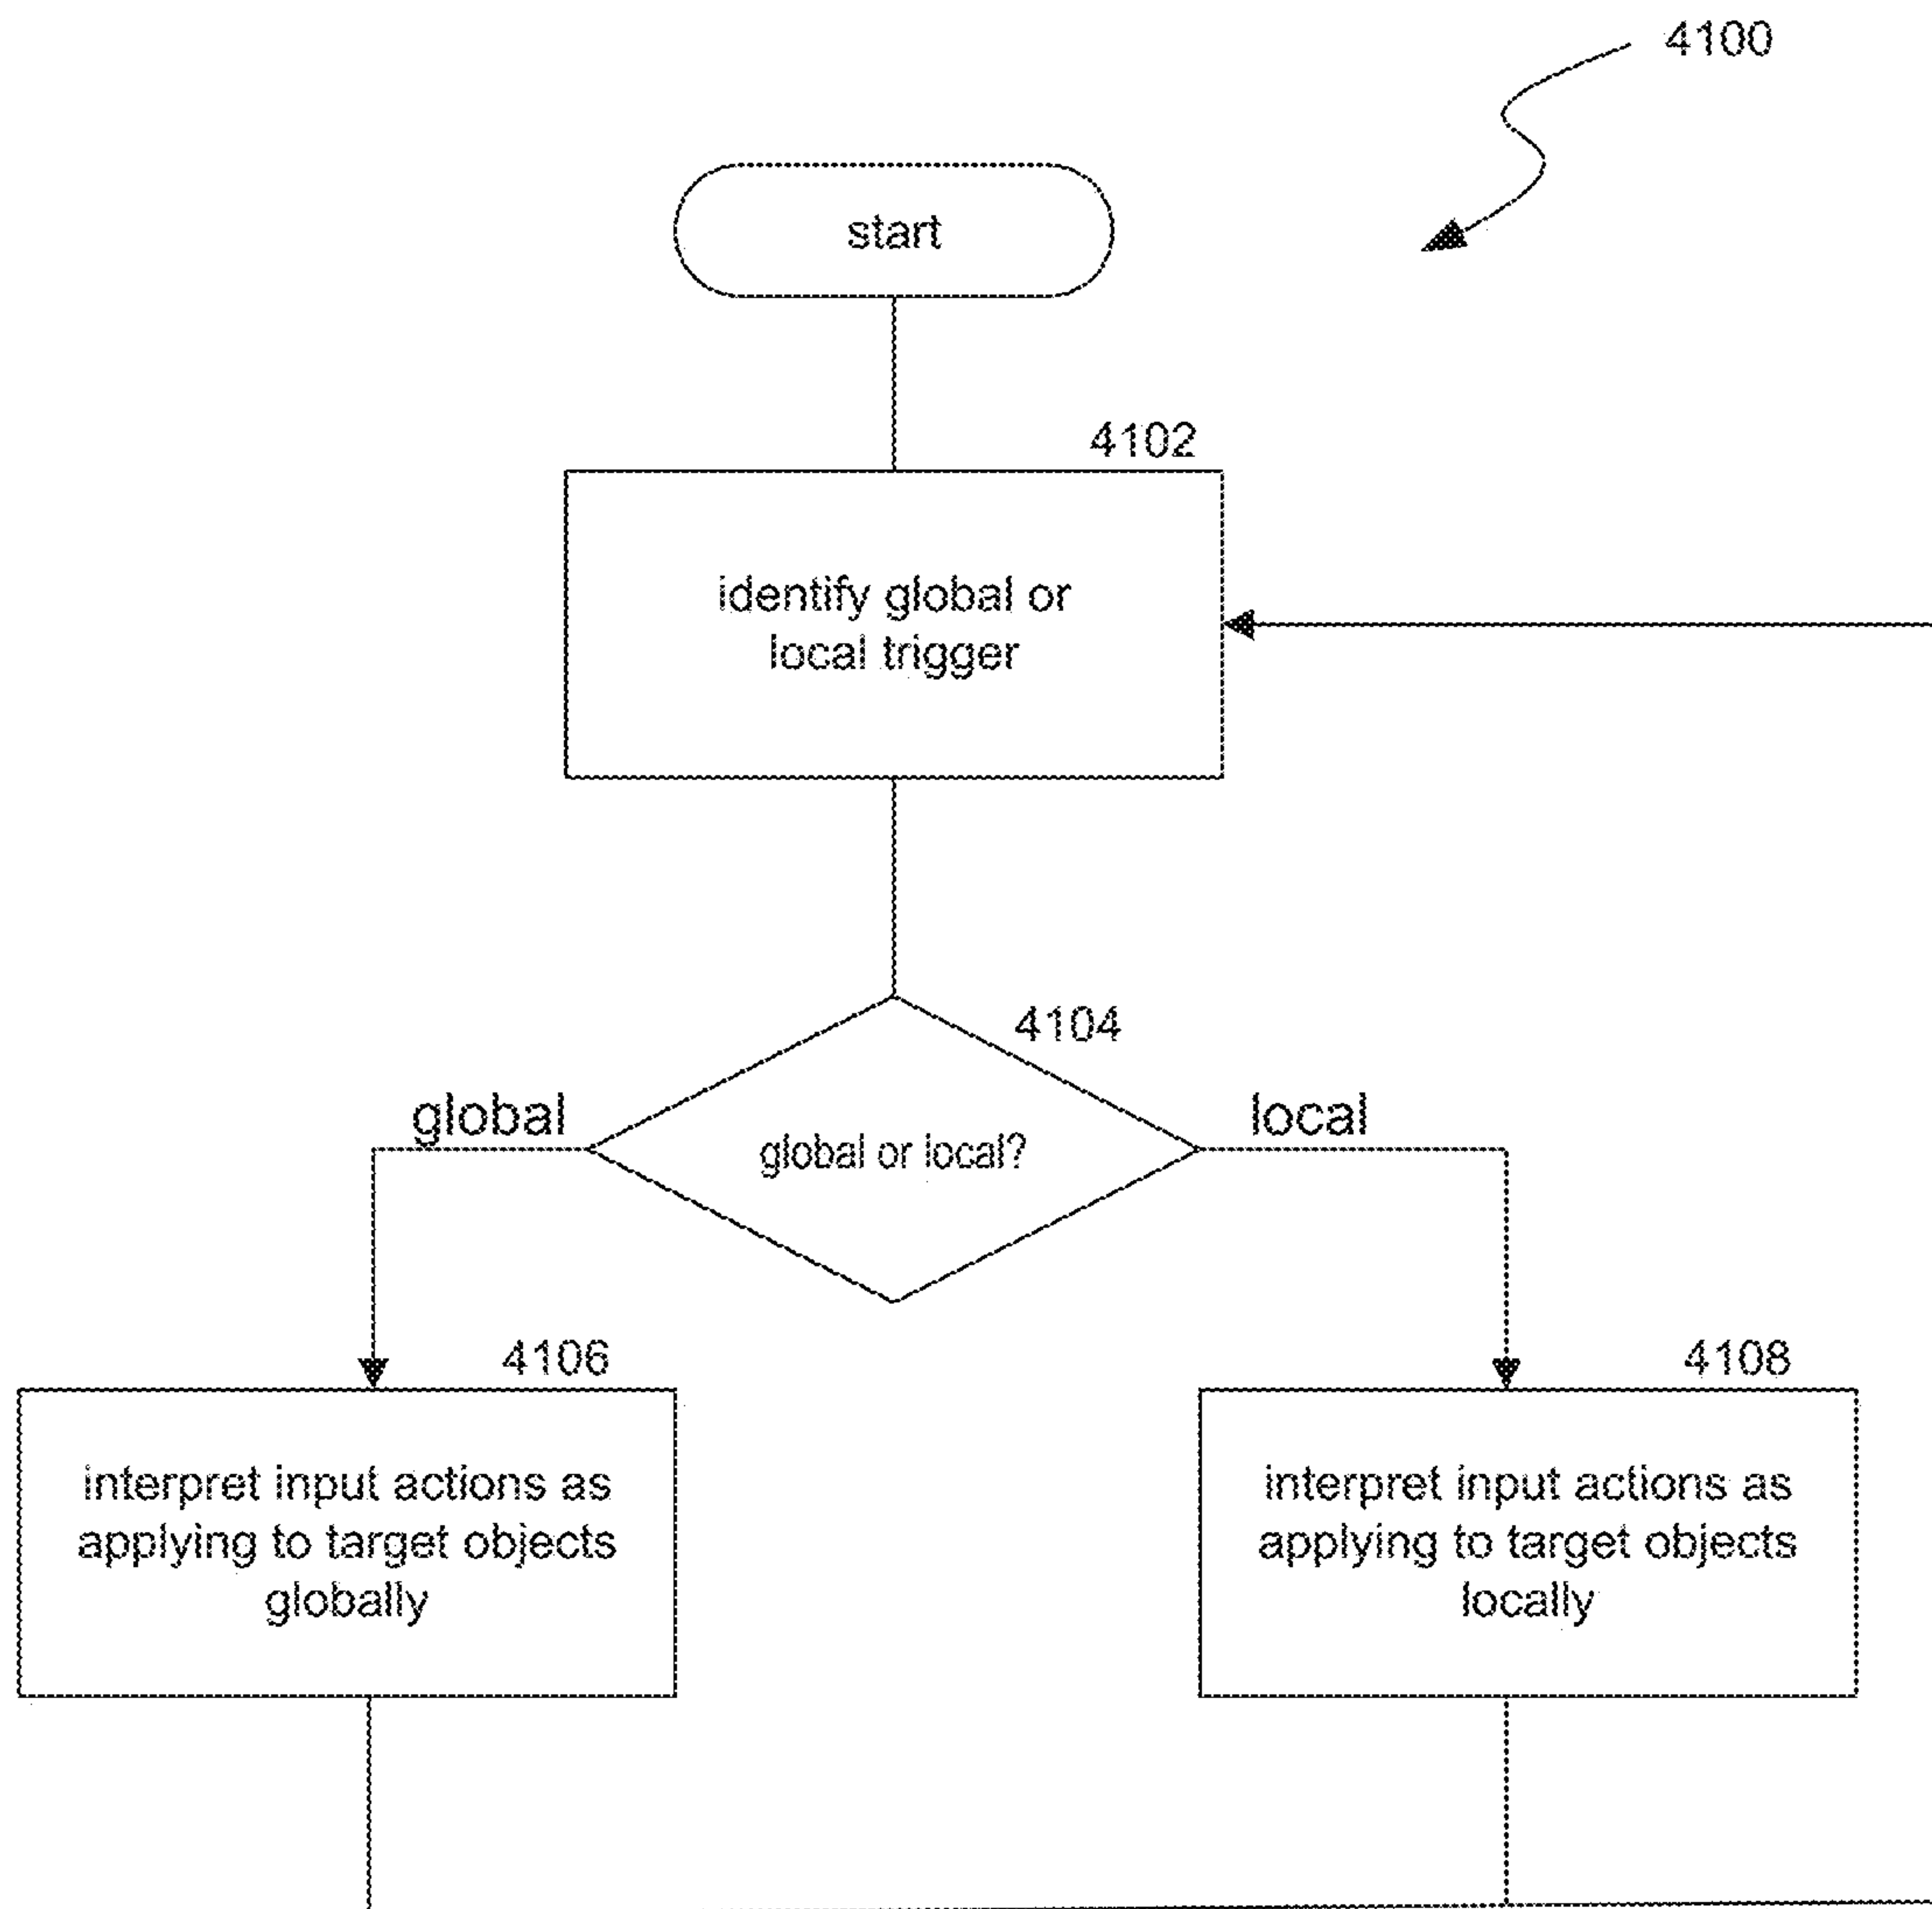 4100
start
4102
identify global or
local trigger
4104
global
global or local?
local
4106
interpret input actions as
applying to target objects
globally
4108
interpret input actions as
applying to target objects
locally